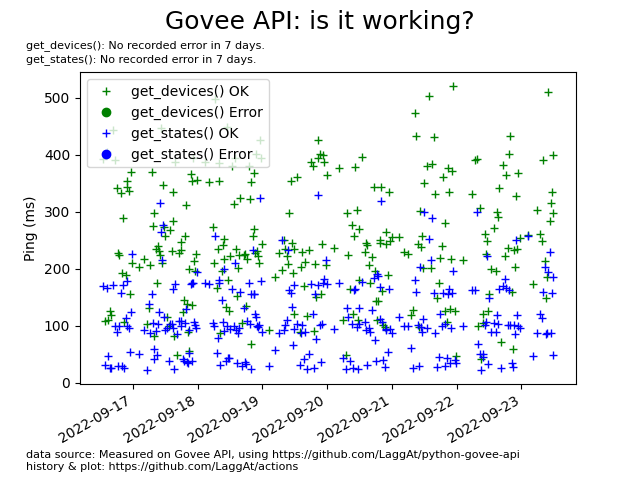 Govee API: is it working?
get_devices(): No recorded error in 7 days.
get_states(): No recorded error in 7 days.
get_devices() OK
get_devices() Error
get_states() OK
get_states() Error
Ping (ms)
500
400
300
200
100
0
2022-09-17
2022-09-18
2022-09-19
2022-09-20
2022-09-21
2022-09-22
2022-09-23
data source: Measured on Govee API, using https://github.com/LaggAt/python-govee-api
history & plot: https://github.com/LaggAt/actions